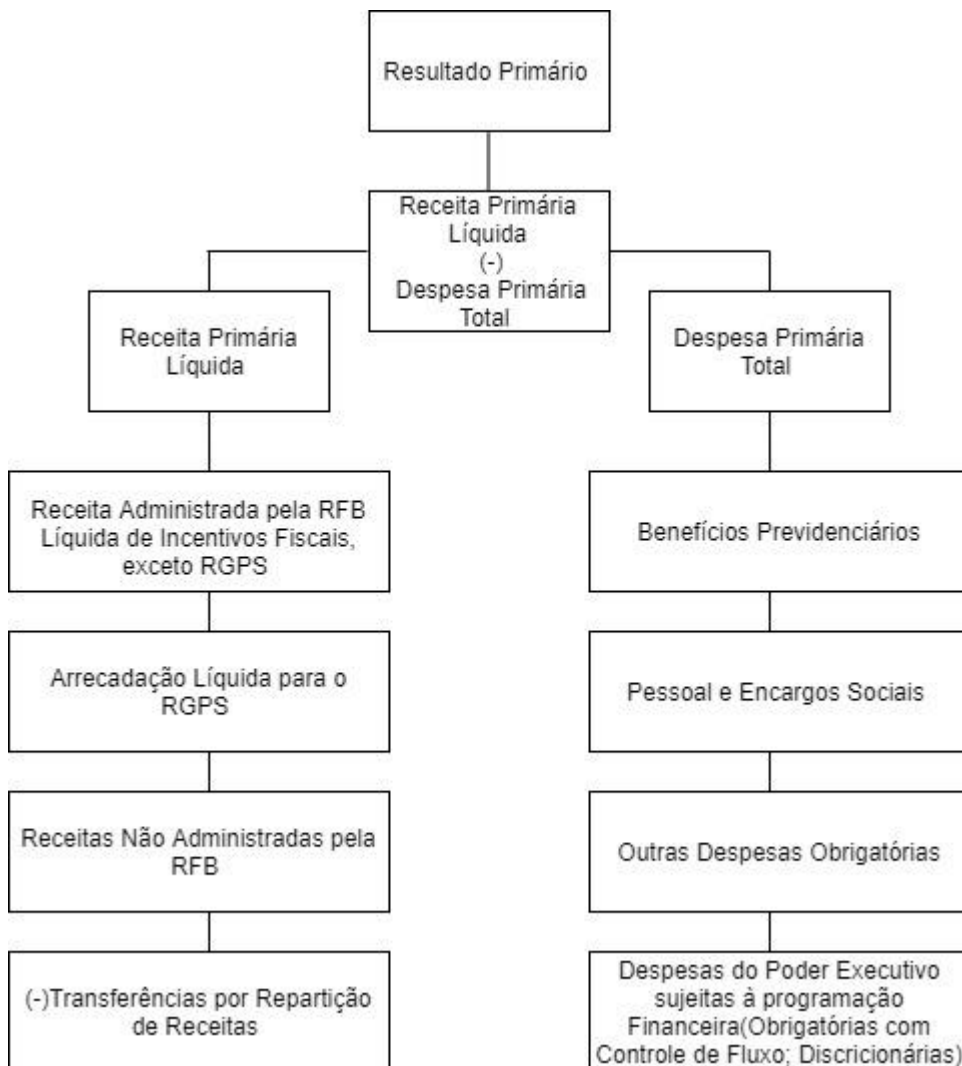 Resultado Primário
Receita Primária
Líquida
(-)
Despesa Primária
Total
Receita Primária
Líquida
Despesa Primária
Total
Receita Administrada pela RFB
Líquida de Incentivos Fiscais,
exceto RGPS
Benefícios Previdenciários
Arrecadação Líquida para o
RGPS
Pessoal e Encargos Sociais
Receitas Não Administradas pela
RFB
Outras Despesas Obrigatórias
(-)Transferências por Repartição
de Receitas
Despesas do Poder Executivo
sujeitas à programação
Financeira(Obrigatórias com
Controle de Fluxo; Discricionárias)